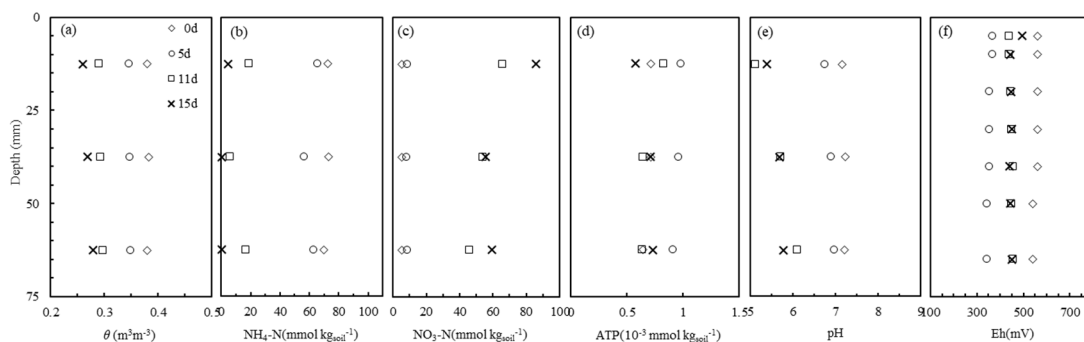 0
25
50
75
Depth (mm)
(a)
0d
5d
11d
15d
0.2 0.3 0.4 0.5
θ (m³m⁻³)
(b)
0 20 40 60 80 100
NH₄-N(mmol kg_soil⁻¹)
(c)
0 20 40 60 80 100
NO₃-N(mmol kg_soil⁻¹)
(d)
0 0.5 1 1.5
ATP(10⁻³ mmol kg_soil⁻¹)
(e)
5 6 7 8 9
pH
(f)
100 300 500 700
Eh(mV)